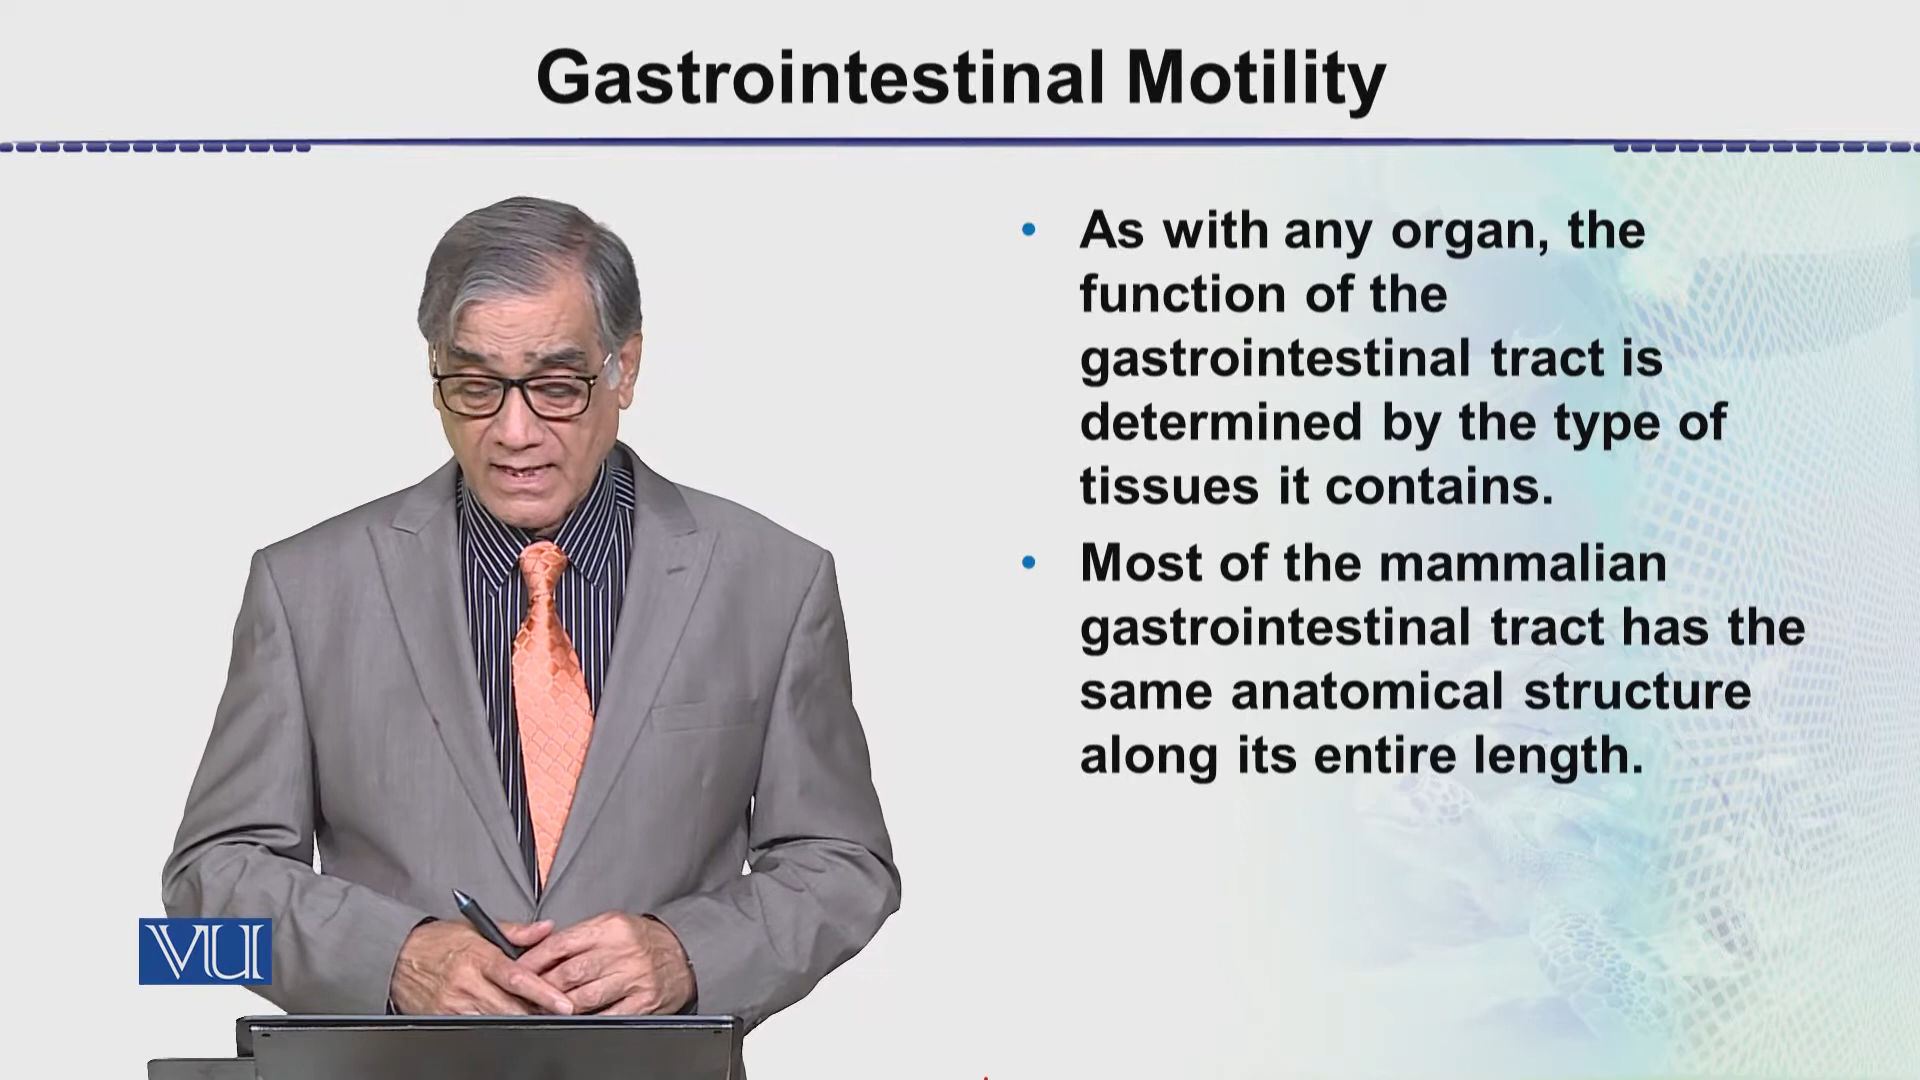 Gastrointestinal Motility
• As with any organ, the
function of the
gastrointestinal tract is
determined by the type of
tissues it contains.
• Most of the mammalian
gastrointestinal tract has the
same anatomical structure
along its entire length.
VU